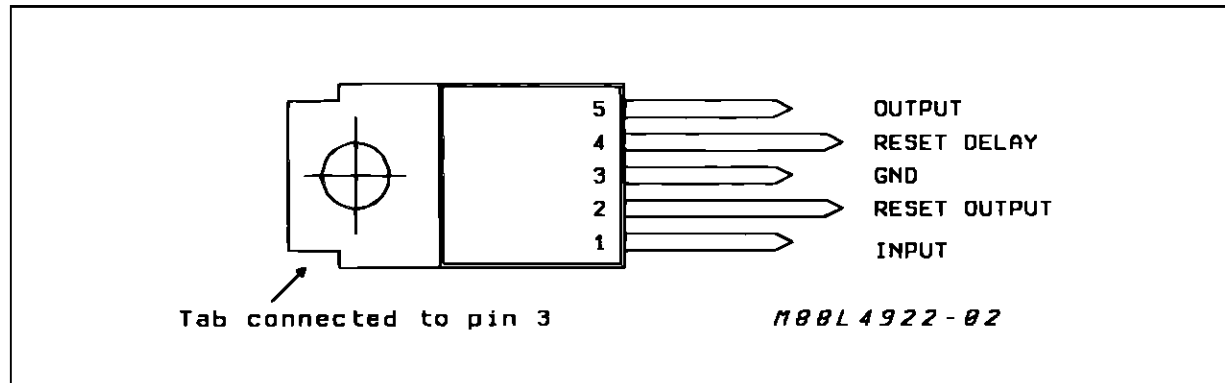 5 OUTPUT
4 RESET DELAY
3 GND
2 RESET OUTPUT
1 INPUT
Tab connected to pin 3
M88L4922-02